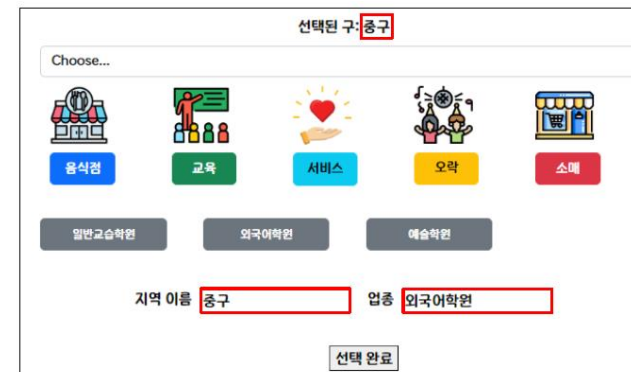 선택된 구: 중구
Choose...
음식점 교육 서비스 오락 소매
일반교습학원 외국어학원 예술학원
지역 이름 중구 업종 외국어학원
선택 완료